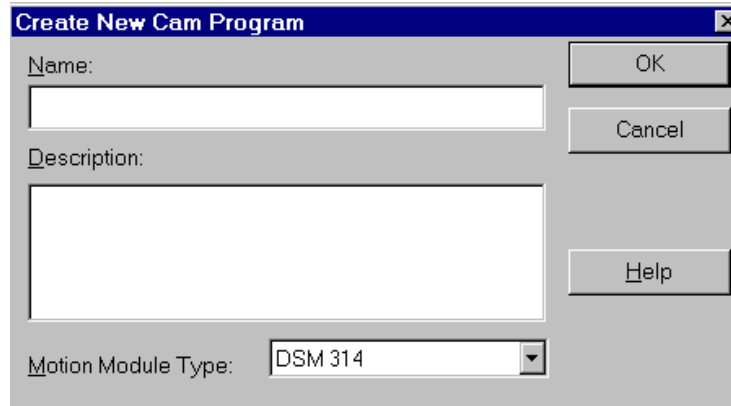 Create New Cam Program
Name:
OK
Cancel
Description:
Help
Motion Module Type: DSM 314